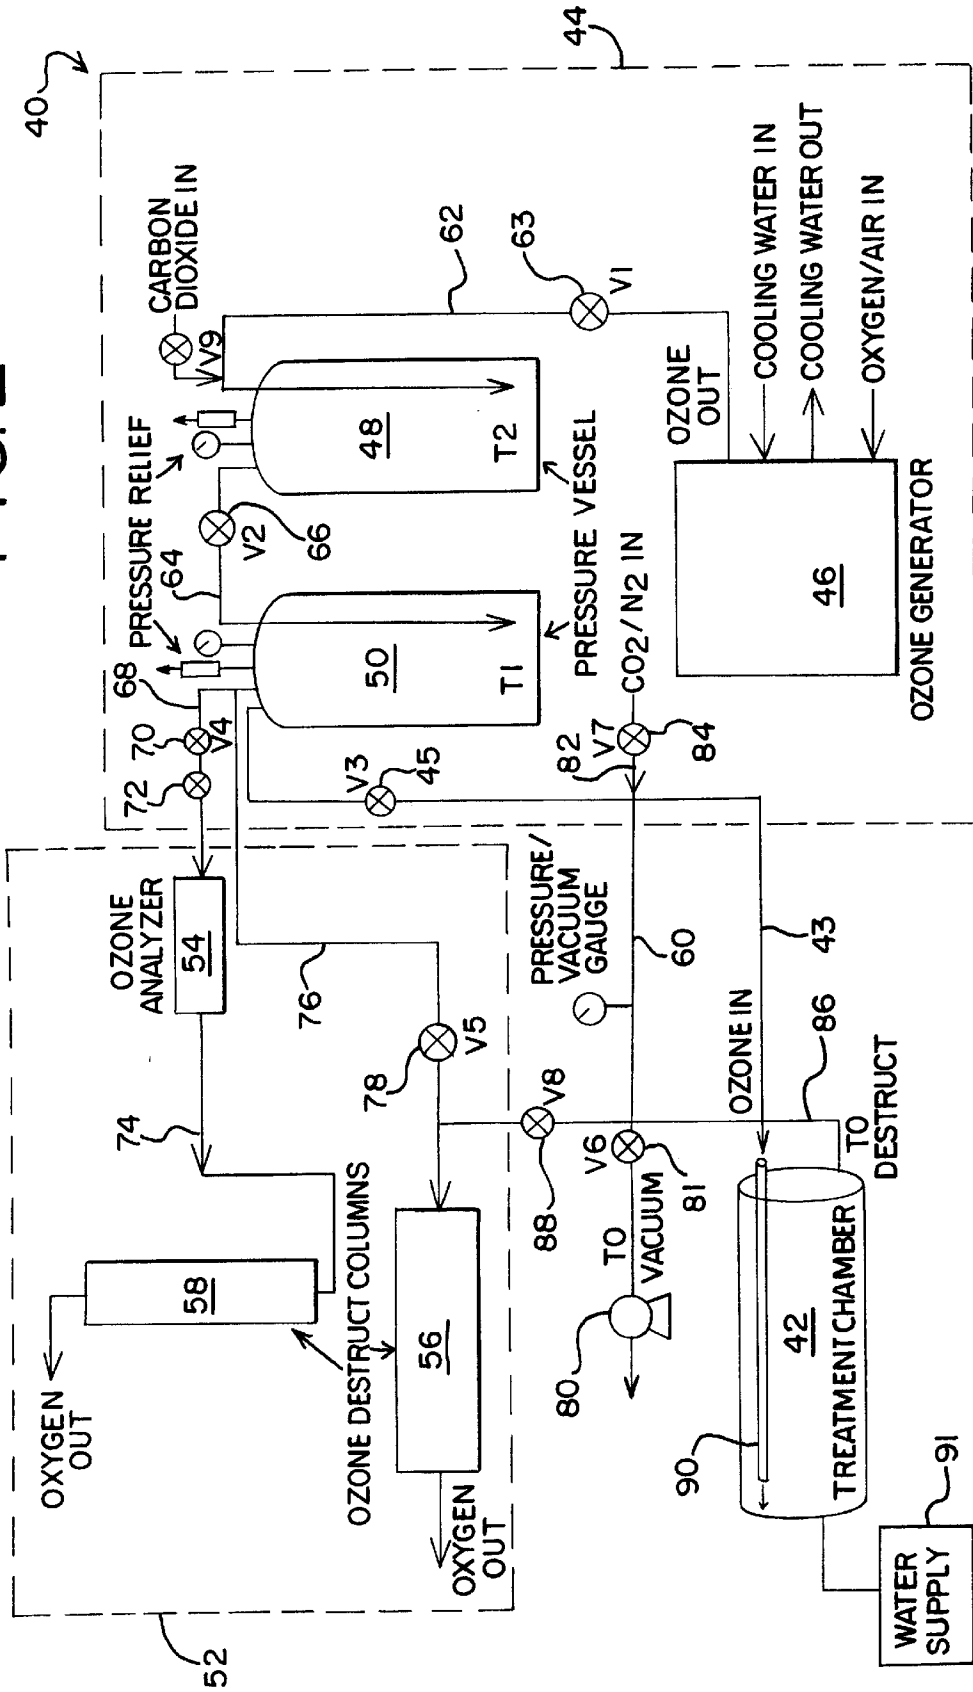 40
44
52
OXYGEN
OUT
58
74
OZONE
ANALYZER
54
72
70
68
V4
64
PRESSURE RELIEF
CARBON
DIOXIDE IN
V9
V2
66
48
T2
50
T1
PRESSURE VESSEL
62
63
V1
OZONE DESTRUCT COLUMNS
56
OXYGEN
OUT
76
78
V5
V3
45
88
V8
V6
81
TO
VACUUM
80
PRESSURE/
VACUUM
GAUGE
60
82
V7
84
CO2/N2 IN
OZONE
OUT
COOLING WATER IN
COOLING WATER OUT
OXYGEN/AIR IN
46
OZONE GENERATOR
OZONE IN
43
86
TO
DESTRUCT
90
42
TREATMENT CHAMBER
91
WATER
SUPPLY